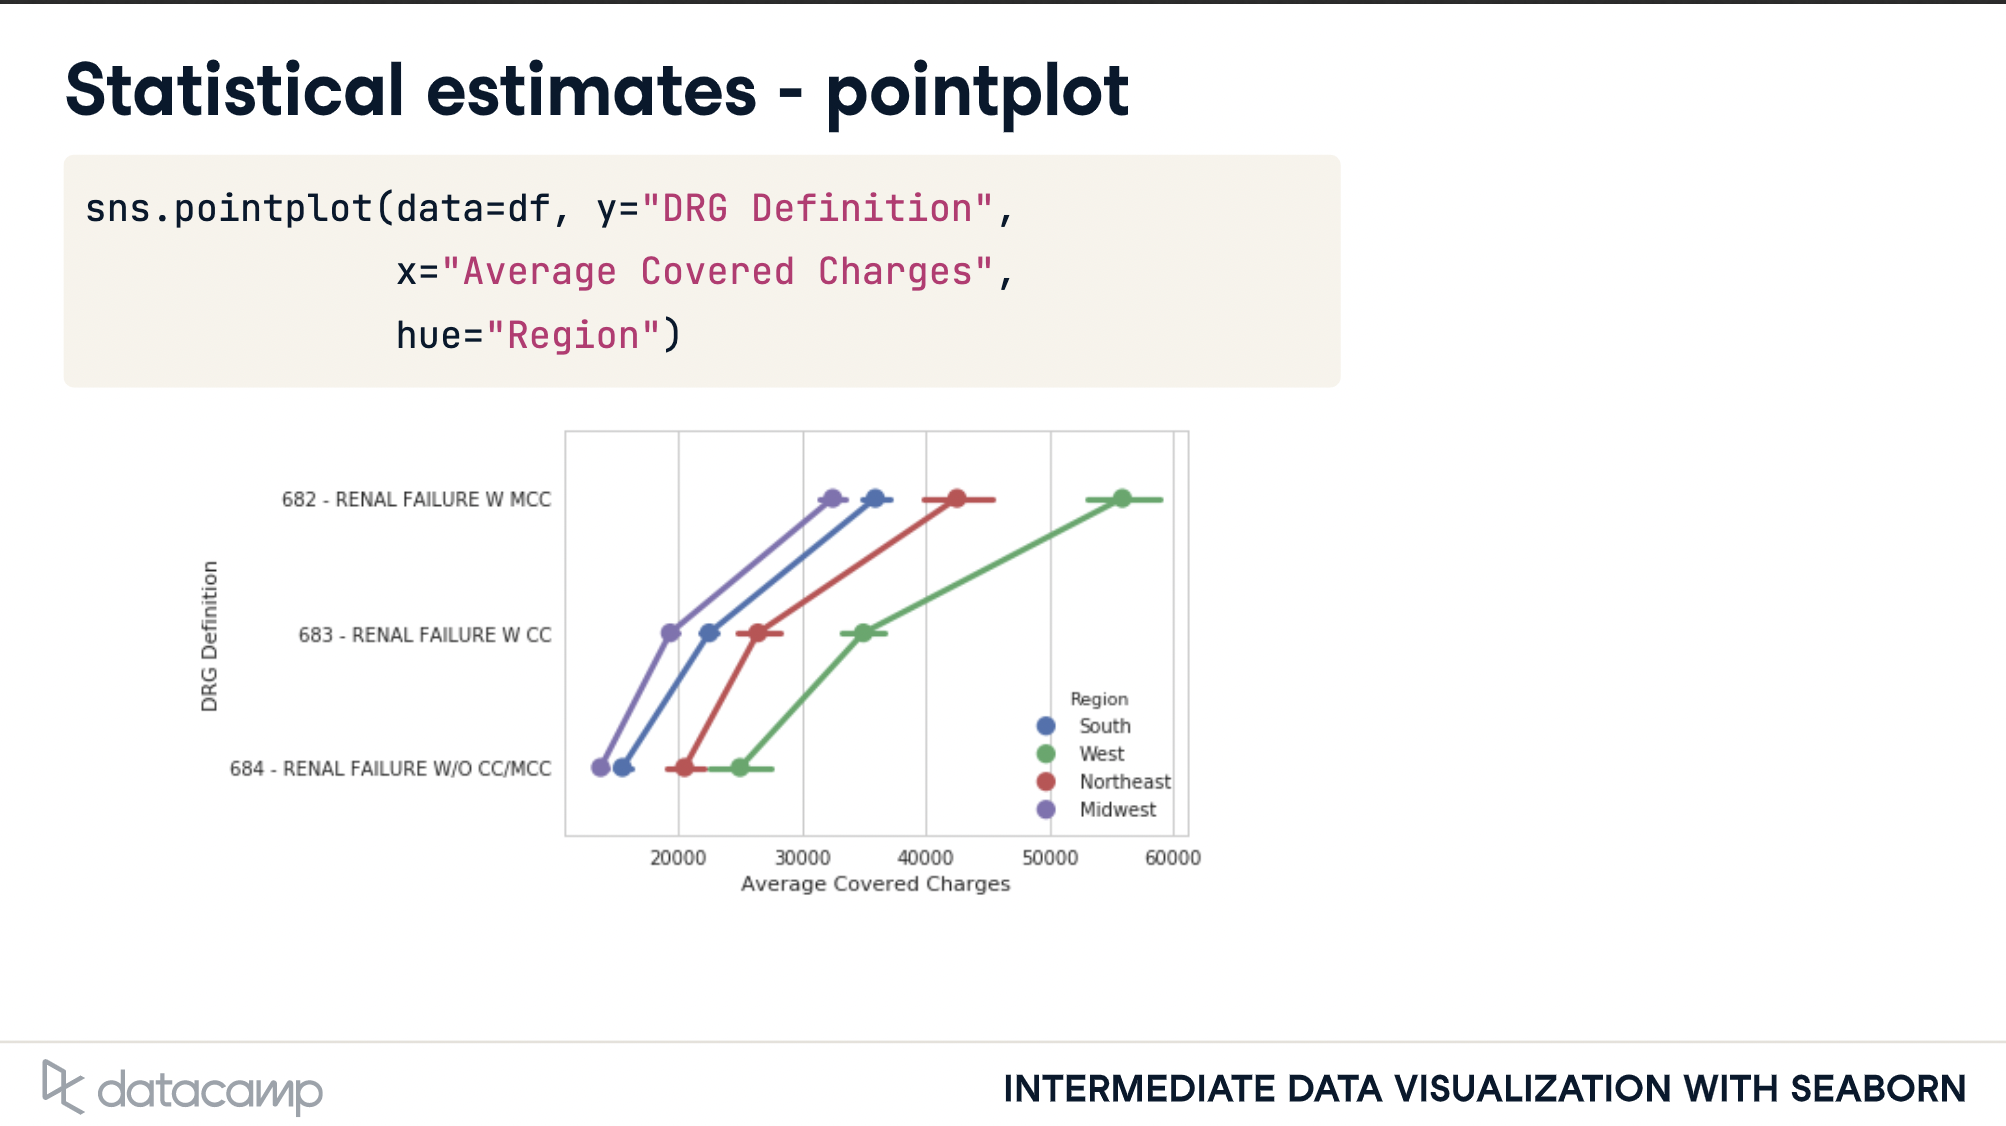 Statistical estimates - pointplot
sns.pointplot(data=df, y="DRG Definition",
x="Average Covered Charges",
hue="Region")
682 - RENAL FAILURE W MCC
683 - RENAL FAILURE W CC
684 - RENAL FAILURE W/O CC/MCC
DRG Definition
Region
South
West
Northeast
Midwest
20000 30000 40000 50000 60000
Average Covered Charges
datacamp
INTERMEDIATE DATA VISUALIZATION WITH SEABORN